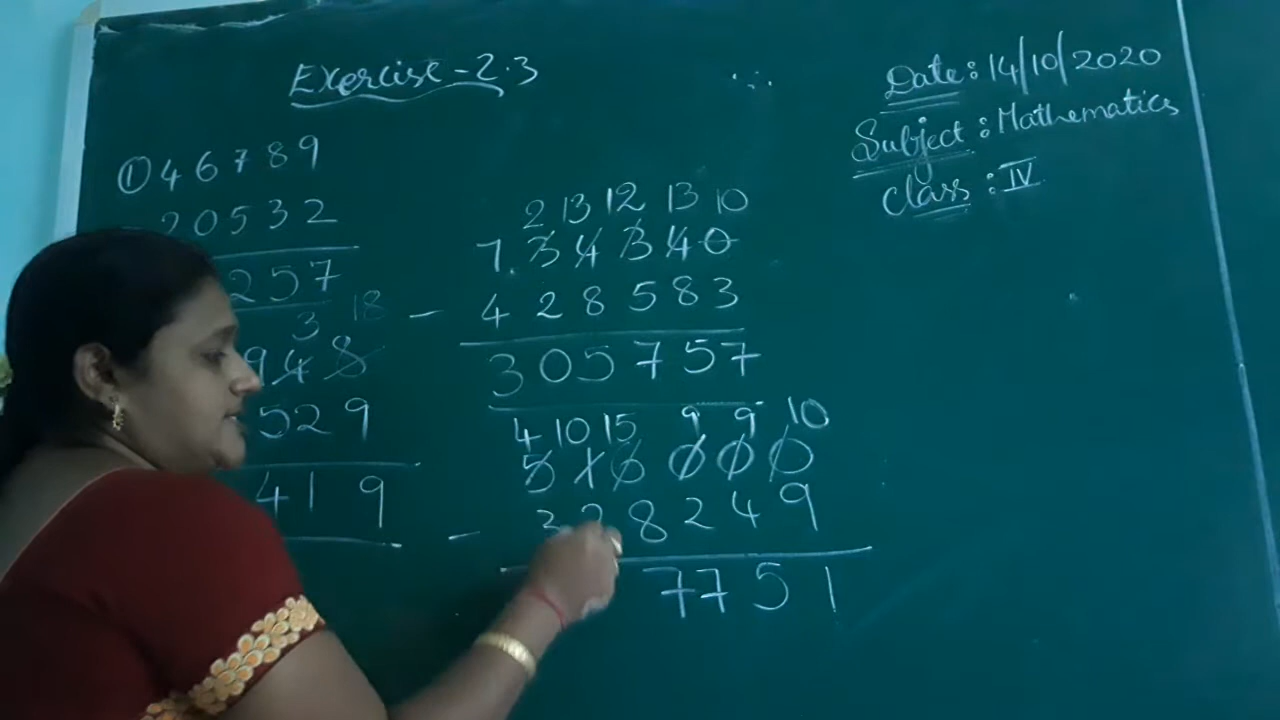 Exercise - 2.3
Date : 14/10/2020
Subject : Mathematics
Class : IV
① 4 6 7 8 9
2 0 5 3 2
2 5 7
3 18
9 4 8
5 2 9
4 1 9
2 13 12 13 10
7 3 4 3 4 0
- 4 2 8 5 8 3
3 0 5 7 5 7
4 10 15 9 9 10
5 1 6 0 0 0
- 8 2 4 9
7 7 5 1